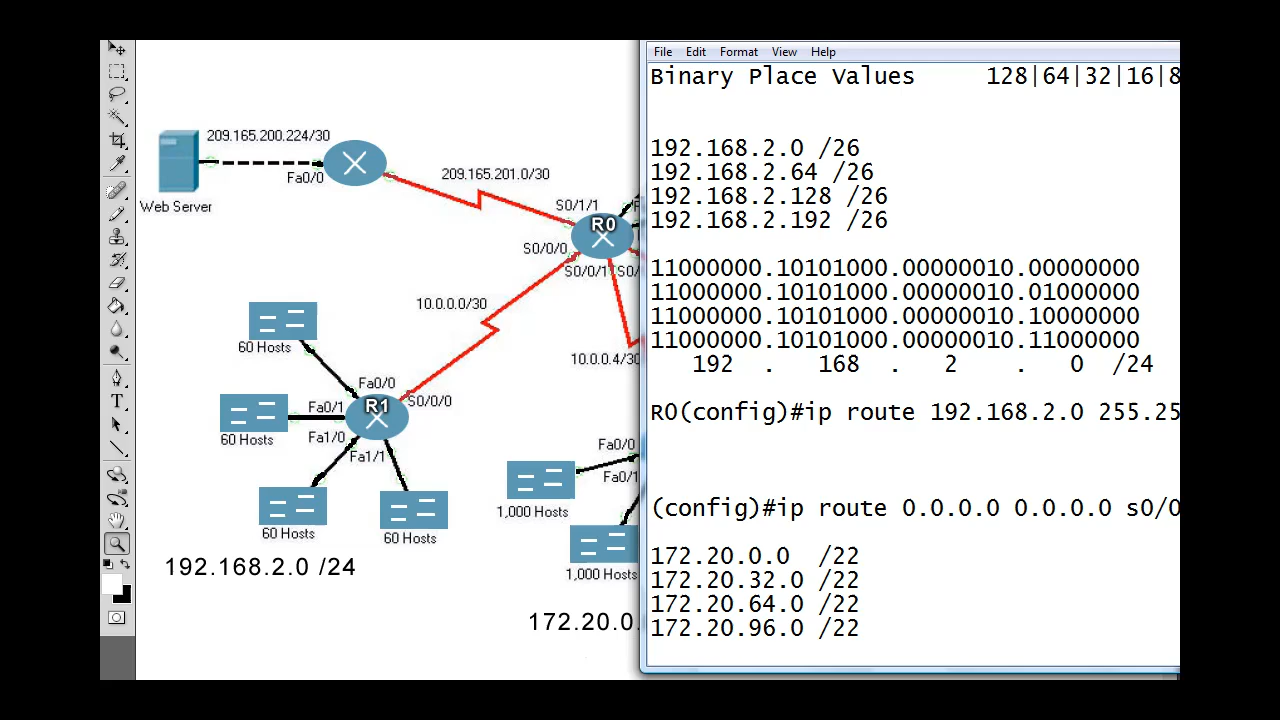 File Edit Format View Help
Binary Place Values 128|64|32|16|8
192.168.2.0 /26
192.168.2.64 /26
192.168.2.128 /26
192.168.2.192 /26
11000000.10101000.00000010.00000000
11000000.10101000.00000010.01000000
11000000.10101000.00000010.10000000
11000000.10101000.00000010.11000000
192 . 168 . 2 . 0 /24
R0(config)#ip route 192.168.2.0 255.25
(config)#ip route 0.0.0.0 0.0.0.0 s0/0
172.20.0.0 /22
172.20.32.0 /22
172.20.64.0 /22
172.20.96.0 /22
209.165.200.224/30
Fa0/0
Web Server
209.165.201.0/30
S0/1/1
R0
S0/0/0
S0/0/1
S0/
10.0.0.0/30
10.0.0.4/30
60 Hosts
Fa0/0
S0/0/0
R1
Fa0/1
60 Hosts
Fa1/0
Fa1/1
60 Hosts
60 Hosts
192.168.2.0 /24
Fa0/0
Fa0/1
1,000 Hosts
1,000 Hosts
172.20.0.